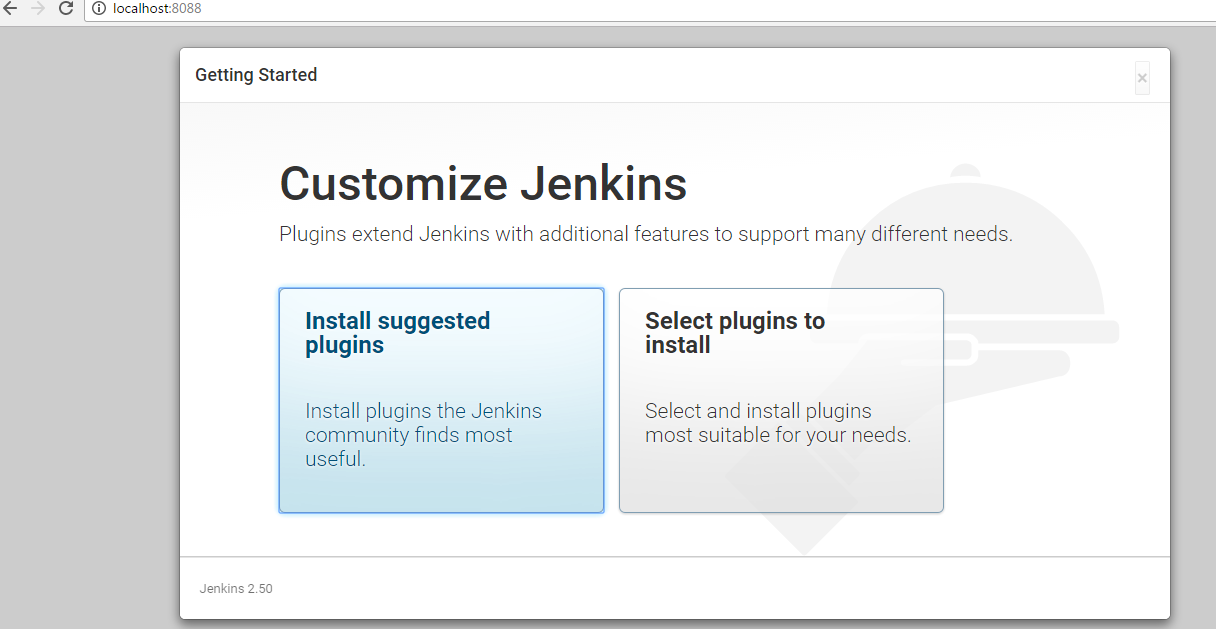 localhost:8088
Getting Started
×
Customize Jenkins
Plugins extend Jenkins with additional features to support many different needs.
Install suggested
plugins
Install plugins the Jenkins
community finds most
useful.
Select plugins to
install
Select and install plugins
most suitable for your needs.
Jenkins 2.50